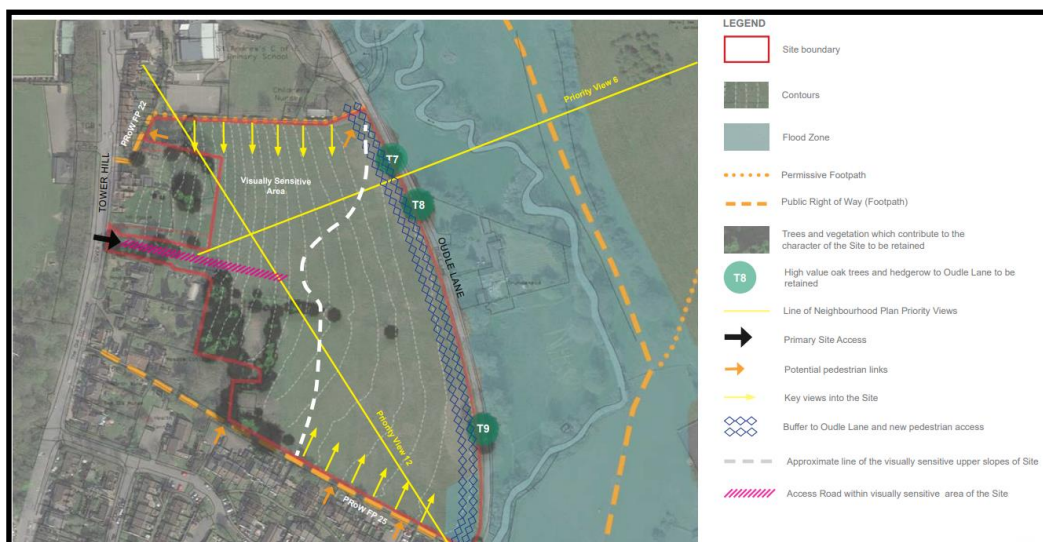 St Andrew's C of E
Primary School
Children's
Nursery
PRoW FP 22
TOWER HILL
Visually Sensitive
Area
Priority View 6
T7
T8
OUDLE LANE
T9
Priority View 12
PRoW FP 25
LEGEND
Site boundary
Contours
Flood Zone
Permissive Footpath
Public Right of Way (Footpath)
Trees and vegetation which contribute to the
character of the Site to be retained
T8
High value oak trees and hedgerow to Oudle Lane to be
retained
Line of Neighbourhood Plan Priority Views
Primary Site Access
Potential pedestrian links
Key views into the Site
Buffer to Oudle Lane and new pedestrian access
Approximate line of the visually sensitive upper slopes of Site
Access Road within visually sensitive area of the Site